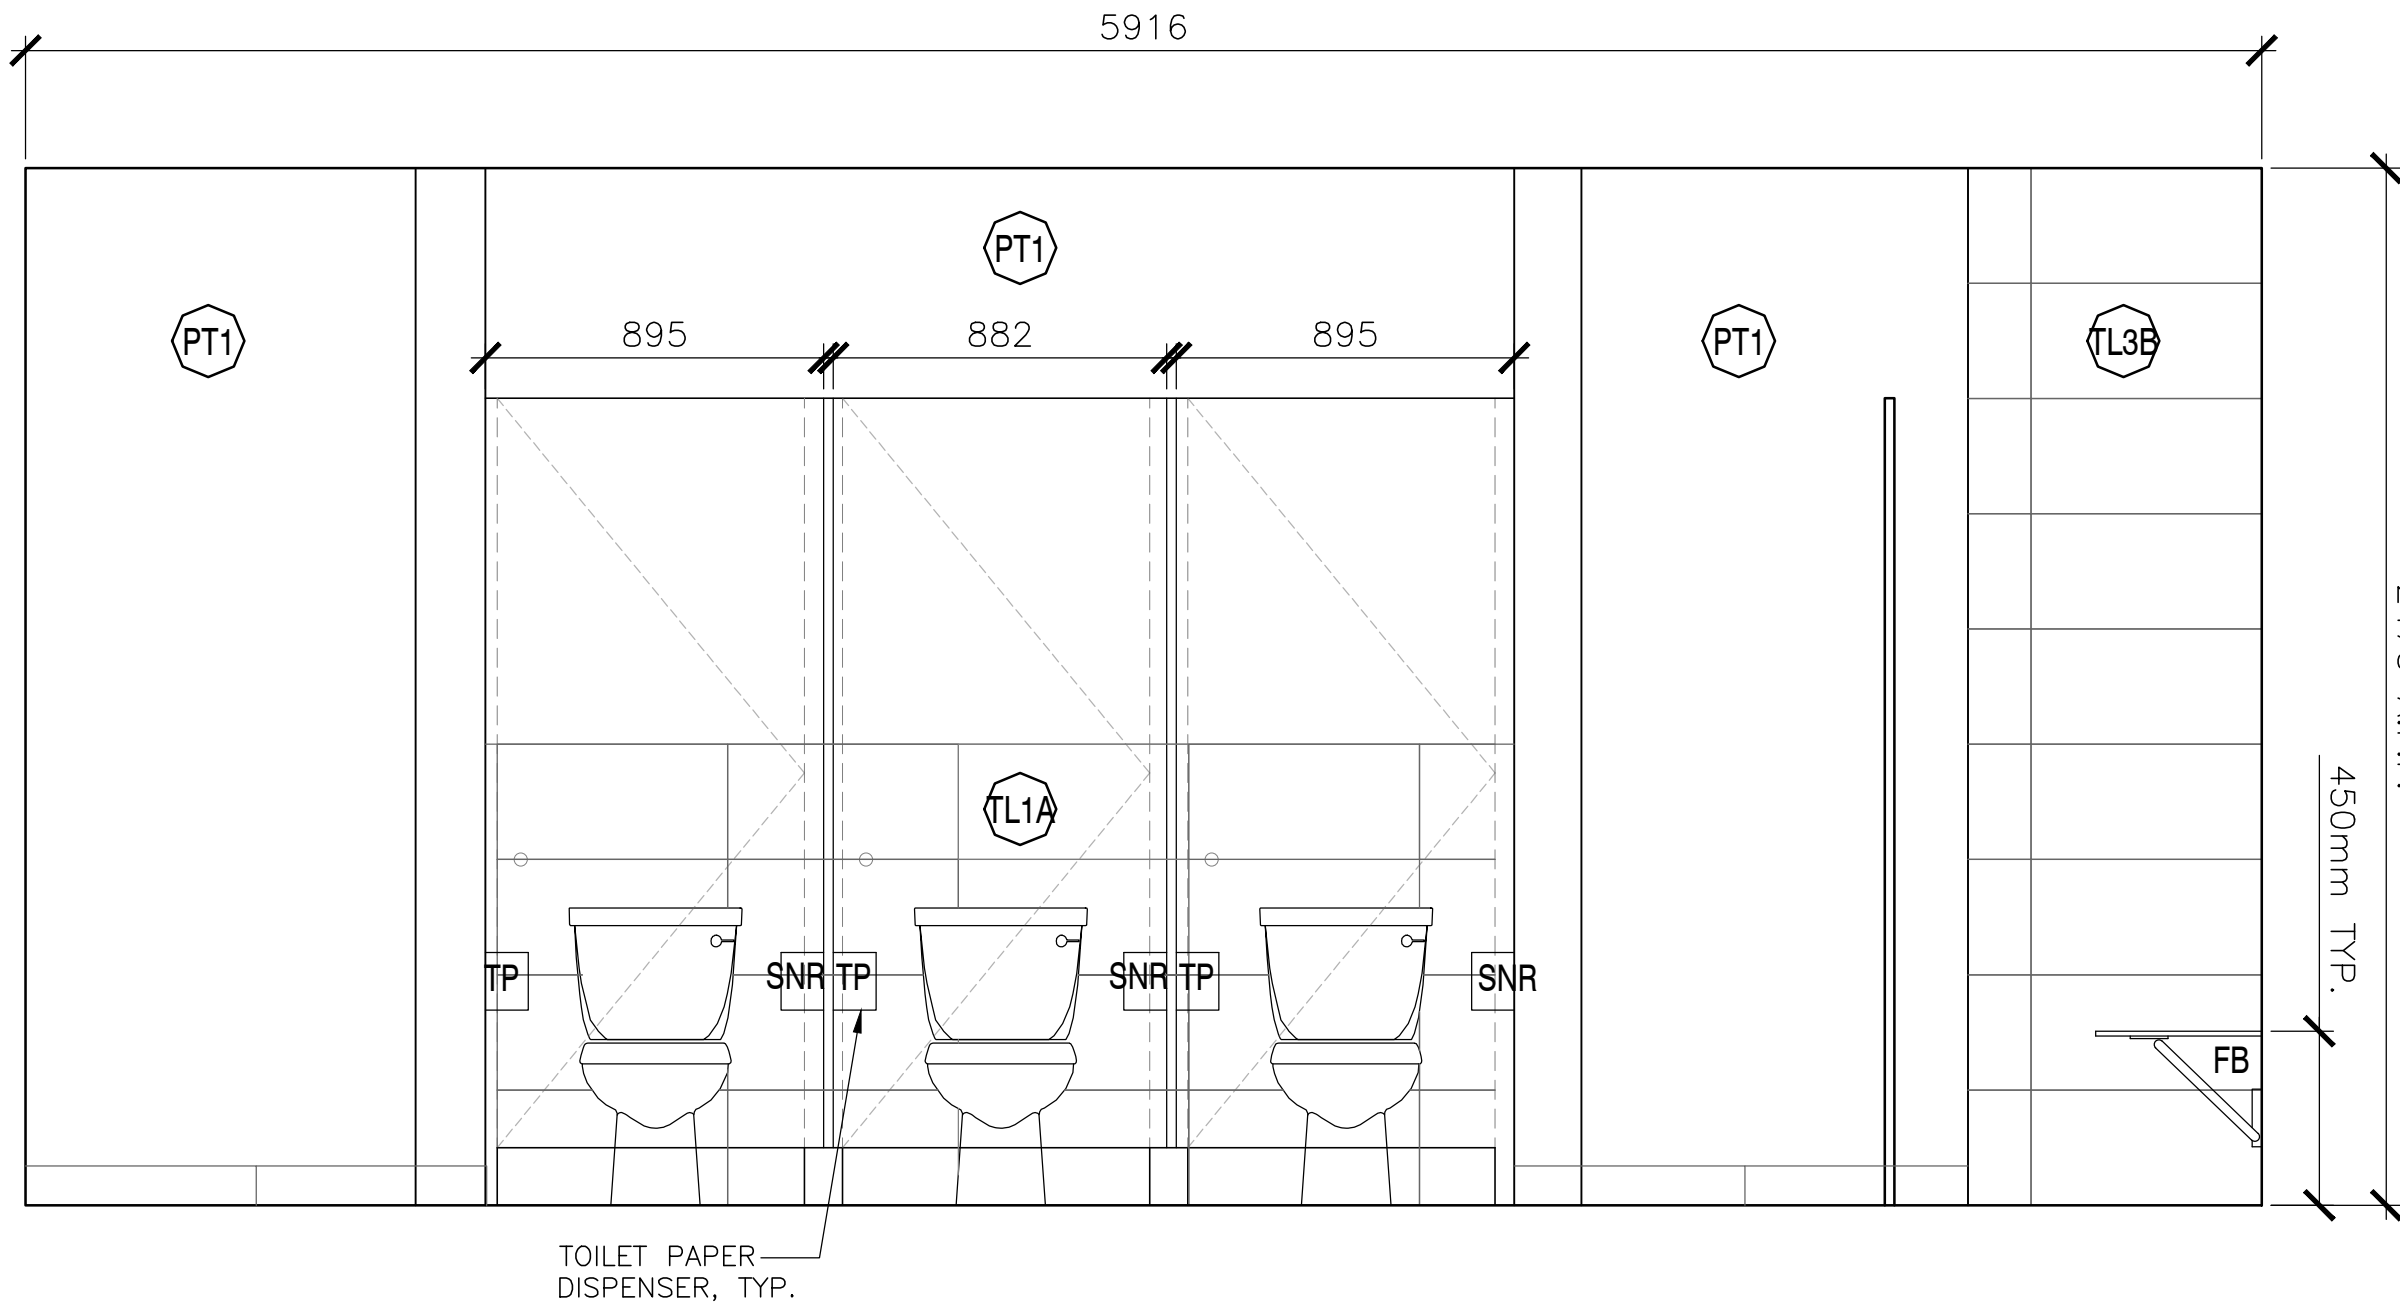 5916
PT1
895
882
895
PT1
PT1
TL3B
TL1A
450mm TYP.
TP
SNR
TP
SNR
TP
SNR
FB
TOILET PAPER
DISPENSER, TYP.